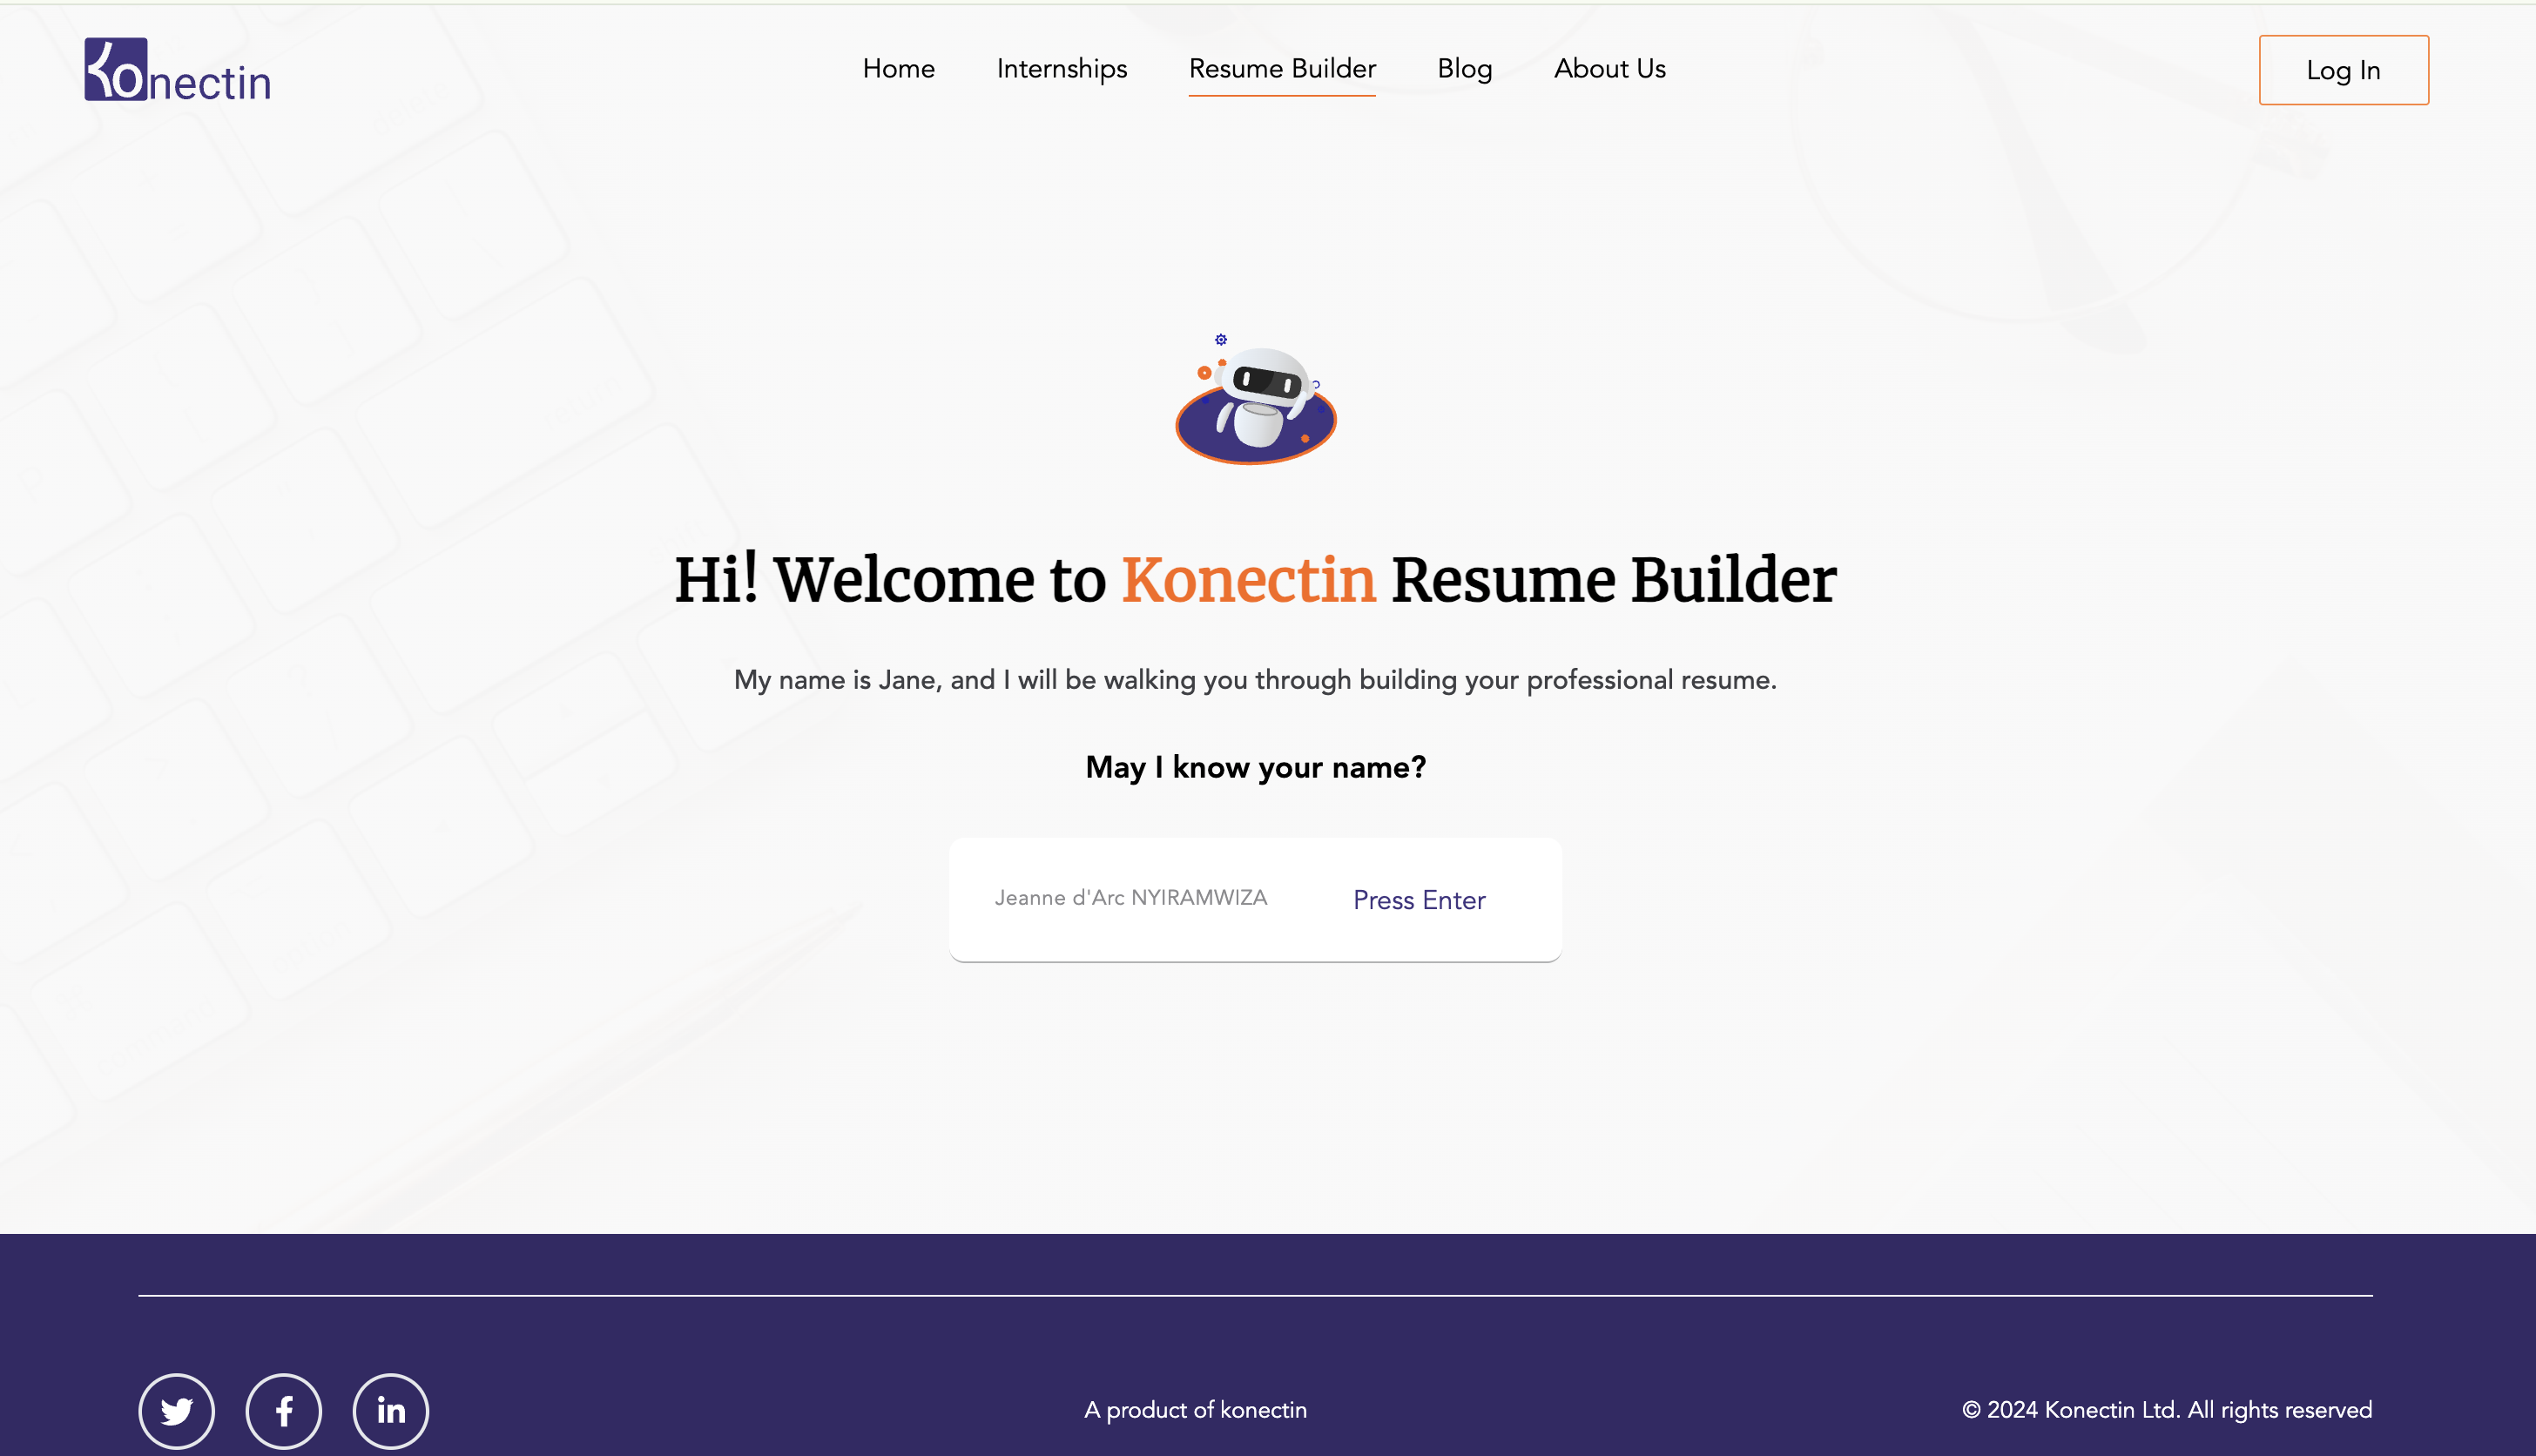 Konectin
Home Internships Resume Builder Blog About Us
Log In
Hi! Welcome to Konectin Resume Builder
My name is Jane, and I will be walking you through building your professional resume.
May I know your name?
Jeanne d'Arc NYIRAMWIZA Press Enter
A product of konectin
© 2024 Konectin Ltd. All rights reserved